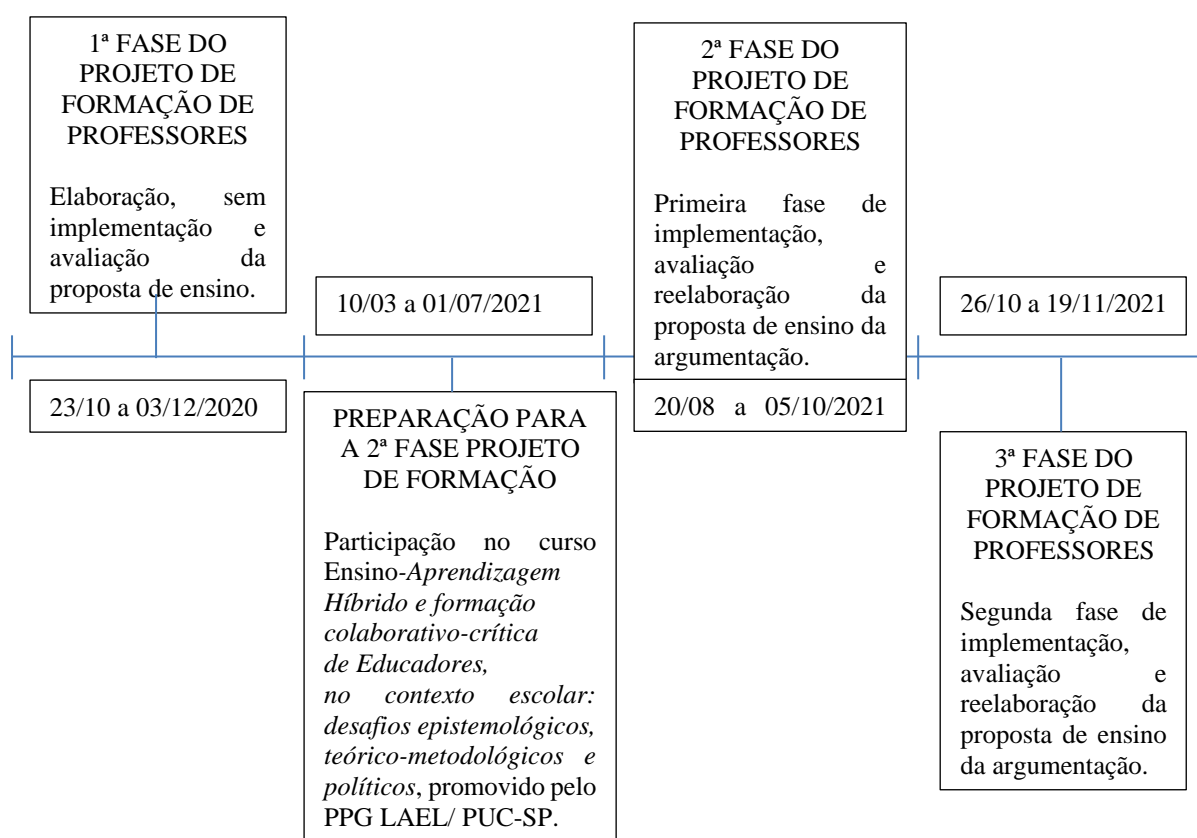 1ª FASE DO
PROJETO DE
FORMAÇÃO DE
PROFESSORES
Elaboração, sem
implementação e
avaliação da
proposta de ensino.
23/10 a 03/12/2020
10/03 a 01/07/2021
PREPARAÇÃO PARA
A 2ª FASE PROJETO
DE FORMAÇÃO
Participação no curso
Ensino-Aprendizagem
Híbrido e formação
colaborativo-crítica
de Educadores,
no contexto escolar:
desafios epistemológicos,
teórico-metodológicos e
políticos, promovido pelo
PPG LAEL/ PUC-SP.
2ª FASE DO
PROJETO DE
FORMAÇÃO DE
PROFESSORES
Primeira fase de
implementação,
avaliação e
reelaboração da
proposta de ensino da
argumentação.
20/08 a 05/10/2021
26/10 a 19/11/2021
3ª FASE DO
PROJETO DE
FORMAÇÃO DE
PROFESSORES
Segunda fase de
implementação,
avaliação e
reelaboração da
proposta de ensino
da argumentação.